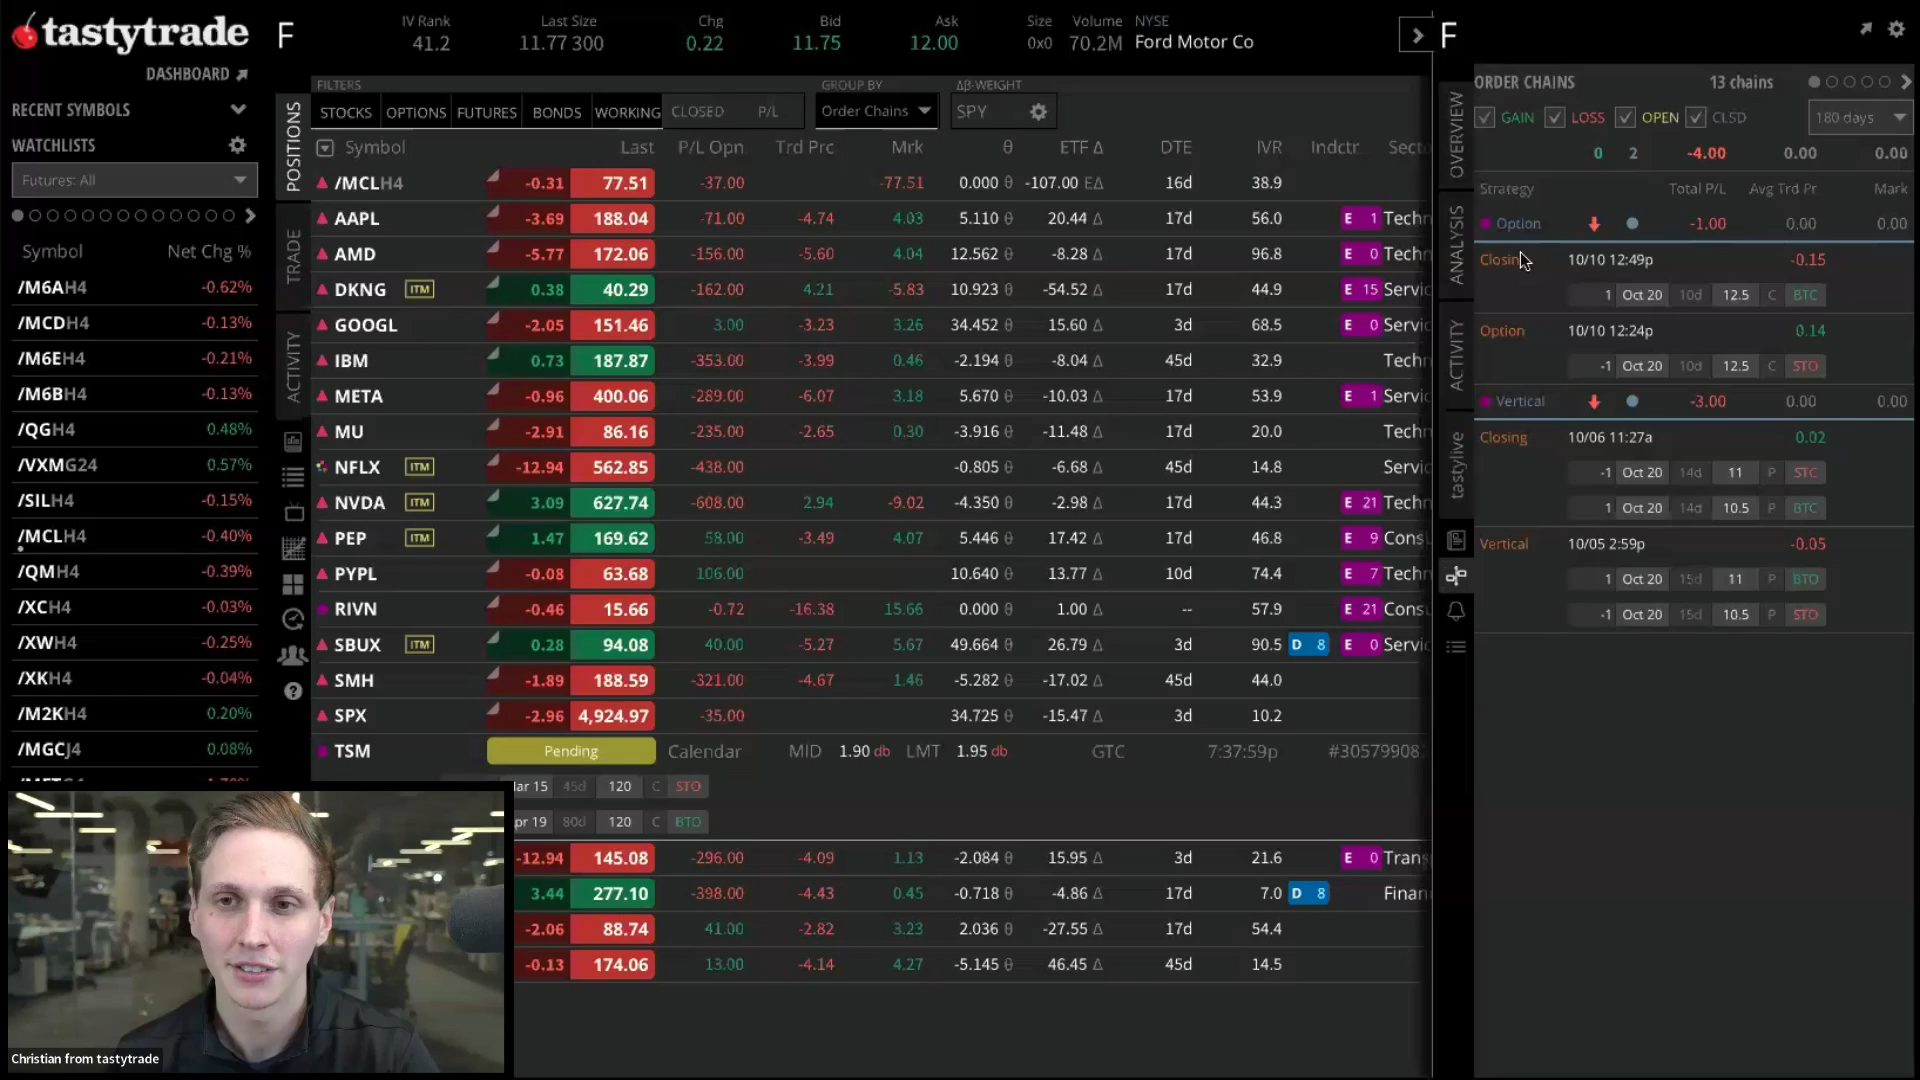 tastytrade
DASHBOARD
RECENT SYMBOLS
WATCHLISTS
Futures: All
Symbol Net Chg %
/M6AH4 -0.62%
/MCDH4 -0.13%
/M6EH4 -0.21%
/M6BH4 -0.13%
/QGH4 0.48%
/VXMG24 0.57%
/SILH4 -0.15%
/MCLH4 -0.40%
/QMH4 -0.39%
/XCH4 -0.03%
/XWH4 -0.25%
/XKH4 -0.04%
/M2KH4 0.20%
/MGCJ4 0.08%
F
IV Rank Last Size Chg Bid Ask Size Volume NYSE
41.2 11.77 300 0.22 11.75 12.00 0x0 70.2M Ford Motor Co
POSITIONS
TRADE
ACTIVITY
FILTERS GROUP BY Δβ-WEIGHT
STOCKS OPTIONS FUTURES BONDS WORKING CLOSED P/L Order Chains SPY
Symbol Last P/L Opn Trd Prc Mrk θ ETF Δ DTE IVR Indctr Sect
/MCLH4 -0.31 77.51 -37.00 -77.51 0.000 θ -107.00 EΔ 16d 38.9
AAPL -3.69 188.04 -71.00 -4.74 4.03 5.110 20.44 Δ 17d 56.0 E 1 Techn
AMD -5.77 172.06 -156.00 -5.60 4.04 12.562 -8.28 Δ 17d 96.8 E 0 Techn
DKNG ITM 0.38 40.29 -162.00 4.21 -5.83 10.923 θ -54.52 Δ 17d 44.9 E 15 Servic
GOOGL -2.05 151.46 3.00 -3.23 3.26 34.452 θ 15.60 Δ 3d 68.5 E 0 Servic
IBM 0.73 187.87 -353.00 -3.99 0.46 -2.194 θ -8.04 Δ 45d 32.9 Techn
META -0.96 400.06 -289.00 -6.07 3.18 5.670 θ -10.03 Δ 17d 53.9 E 1 Servic
MU -2.91 86.16 -235.00 -2.65 0.30 -3.916 θ -11.48 Δ 17d 20.0 Techn
NFLX ITM -12.94 562.85 -438.00 -0.805 θ -6.68 Δ 45d 14.8 Servic
NVDA ITM 3.09 627.74 -608.00 2.94 -9.02 -4.350 θ -2.98 Δ 17d 44.3 E 21 Techn
PEP ITM 1.47 169.62 58.00 -3.49 4.07 5.446 θ 17.42 Δ 17d 46.8 E 9 Consu
PYPL -0.08 63.68 106.00 10.640 θ 13.77 Δ 10d 74.4 E 7 Techn
RIVN -0.46 15.66 -0.72 -16.38 15.66 0.000 θ 1.00 Δ -- 57.9 E 21 Consu
SBUX ITM 0.28 94.08 40.00 -5.27 5.67 49.664 θ 26.79 Δ 3d 90.5 D 8 E 0 Servic
SMH -1.89 188.59 -321.00 -4.67 1.46 -5.282 θ -17.02 Δ 45d 44.0
SPX -2.96 4,924.97 -35.00 34.725 θ -15.47 Δ 3d 10.2
TSM Pending Calendar MID 1.90 db LMT 1.95 db GTC 7:37:59p #30579908
ar 15 45d 120 C STO
pr 19 80d 120 C BTO
-12.94 145.08 -296.00 -4.09 1.13 -2.084 θ 15.95 Δ 3d 21.6 E 0 Trans
3.44 277.10 -398.00 -4.43 0.45 -0.718 θ -4.86 Δ 17d 7.0 D 8 Finan
-2.06 88.74 41.00 -2.82 3.23 2.036 θ -27.55 Δ 17d 54.4
-0.13 174.06 13.00 -4.14 4.27 -5.145 θ 46.45 Δ 45d 14.5
Christian from tastytrade
F
OVERVIEW
ANALYSIS
ACTIVITY
tastylive
ORDER CHAINS 13 chains
GAIN LOSS OPEN CLSD 180 days
0 2 -4.00 0.00 0.00
Strategy Total P/L Avg Trd Pr Mark
Option -1.00 0.00 0.00
Closing 10/10 12:49p -0.15
1 Oct 20 10d 12.5 C BTC
Option 10/10 12:24p 0.14
-1 Oct 20 10d 12.5 C STO
Vertical -3.00 0.00 0.00
Closing 10/06 11:27a 0.02
-1 Oct 20 14d 11 P STC
1 Oct 20 14d 10.5 P BTC
Vertical 10/05 2:59p -0.05
1 Oct 20 15d 11 P BTO
-1 Oct 20 15d 10.5 P STO